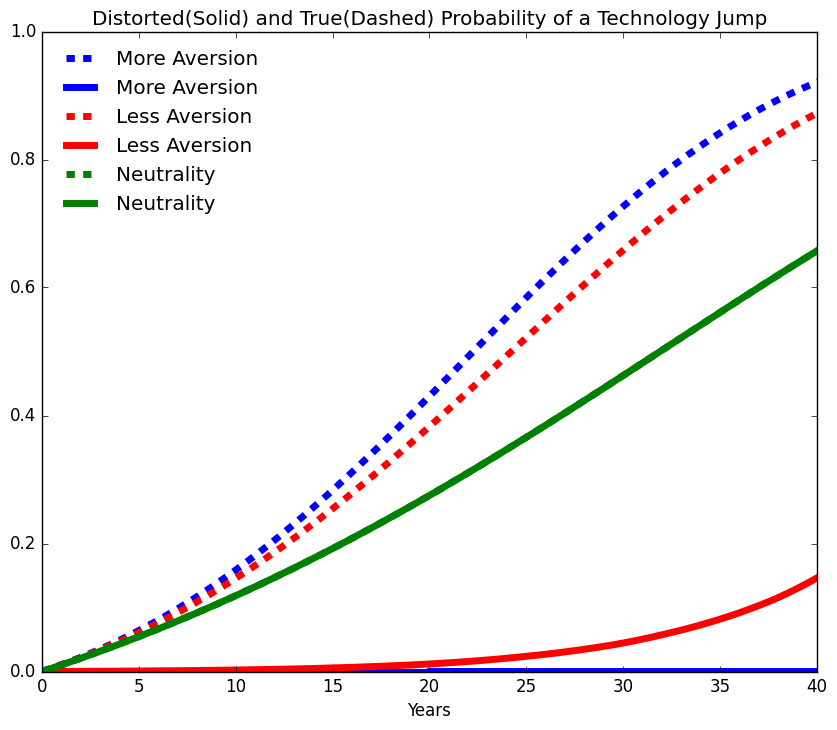 Distorted(Solid) and True(Dashed) Probability of a Technology Jump
1.0
More Aversion
More Aversion
Less Aversion
0.8
Less Aversion
Neutrality
Neutrality
0.6
0.4
0.2
0.0
0 5 10 15 20 25 30 35 40
Years